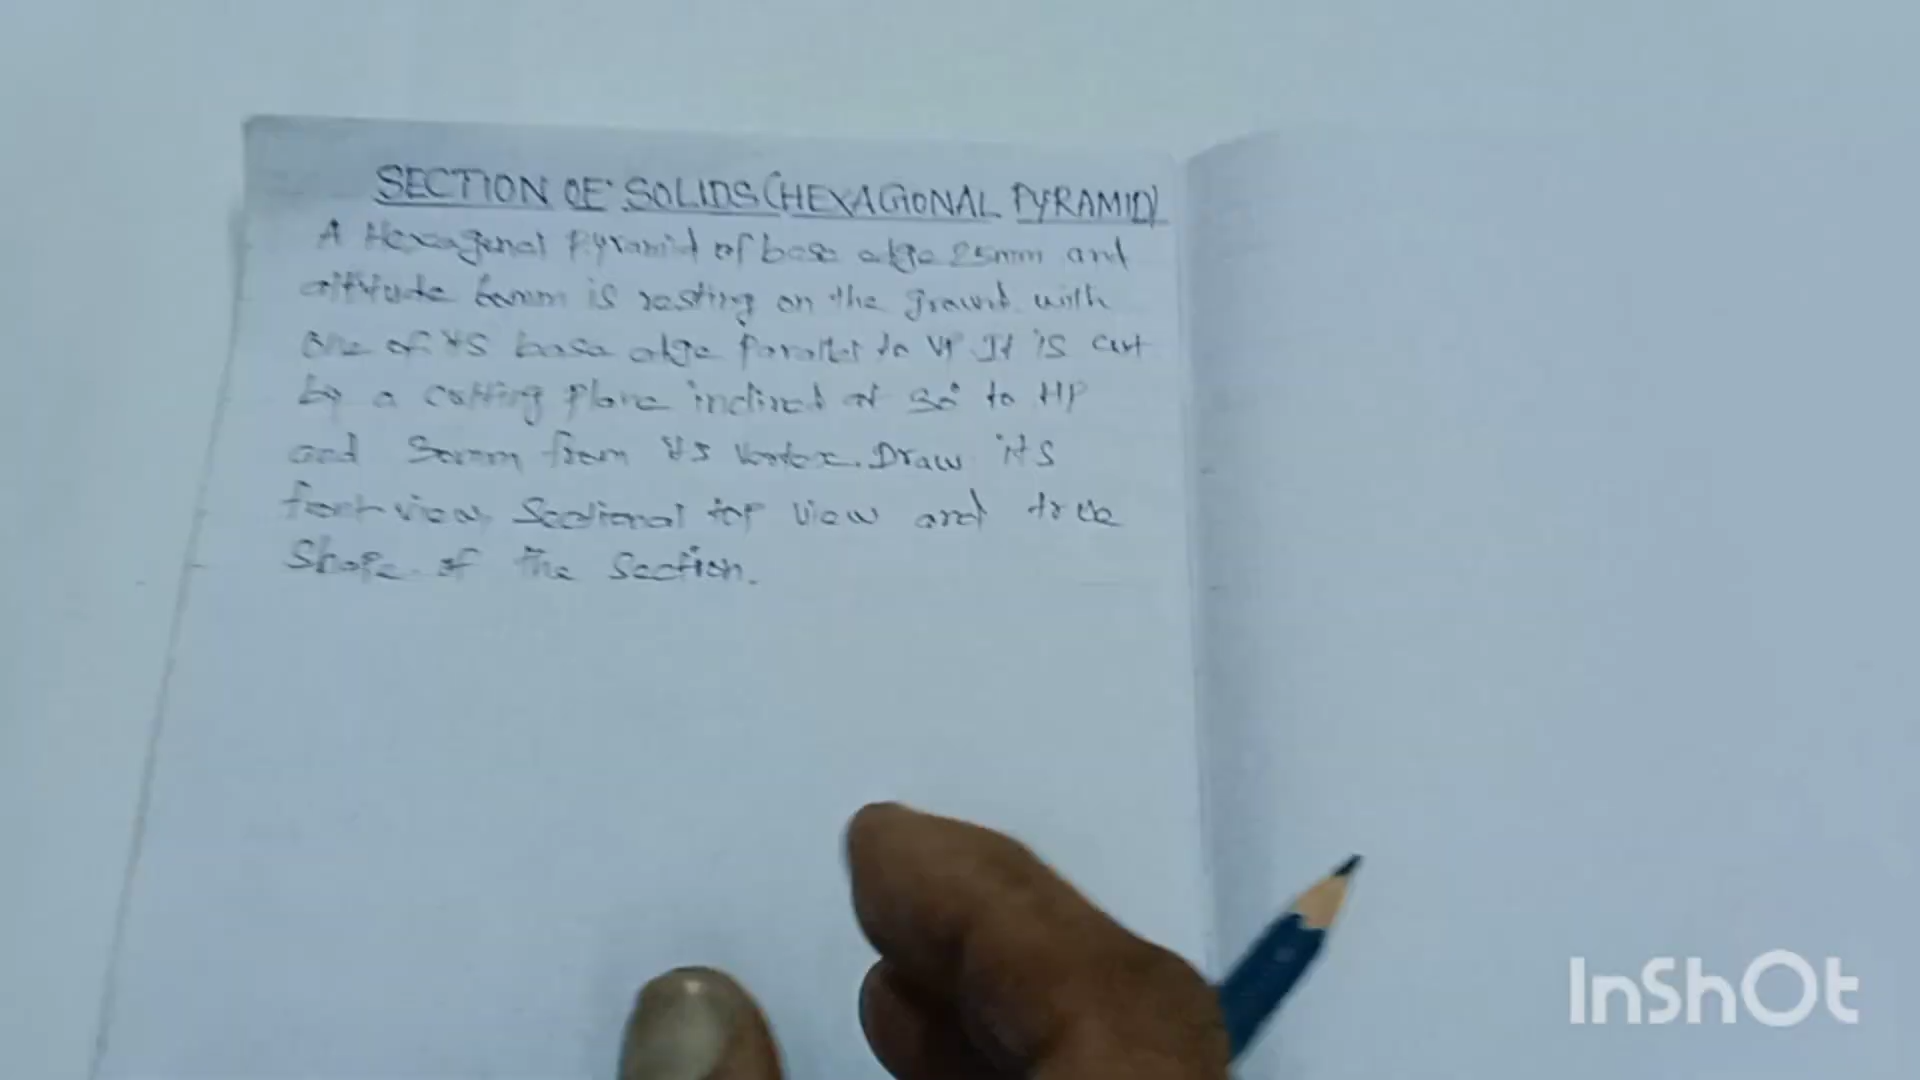 SECTION OF SOLIDS (HEXAGONAL PYRAMID)
A Hexagonal Pyramid of base edge 25mm and
altitude 60mm is resting on the ground with
one of its base edge Parallel to VP. It is cut
by a cutting Plane inclined at 30° to HP
and 30mm from its vertex. Draw its
front view, Sectional top view and true
Shape of the section.
InShOt